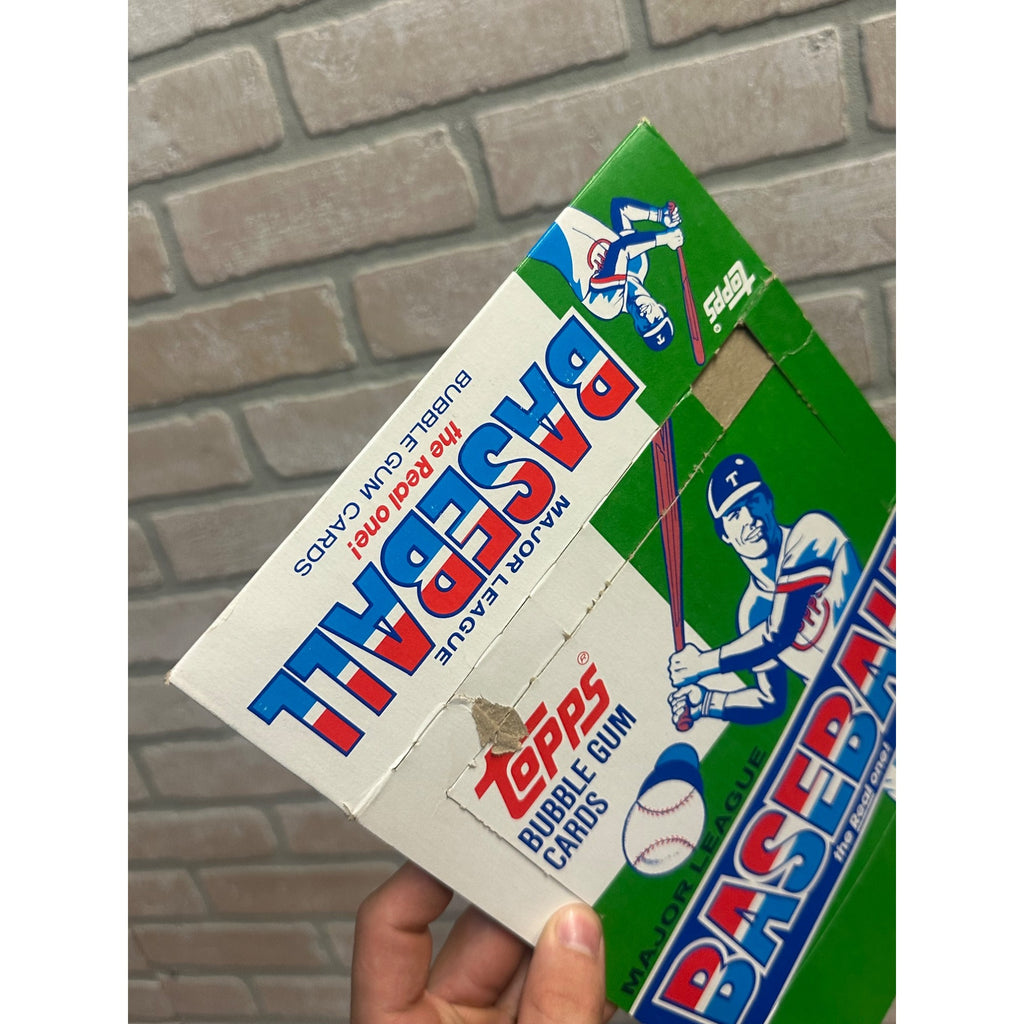 topps®
T
MAJOR LEAGUE
BASEBALL
the Real one!
BUBBLE GUM CARDS
T
topps®
BUBBLE GUM
CARDS
MAJOR LEAGUE
BASEBALL
the Real one!